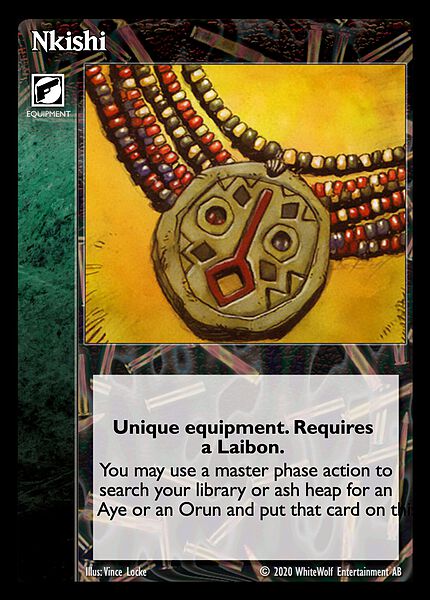 Nkishi
EQUIPMENT
Unique equipment. Requires
a Laibon.
You may use a master phase action to
search your library or ash heap for an
Aye or an Orun and put that card on thi
Illus: Vince Locke
© 2020 WhiteWolf Entertainment AB